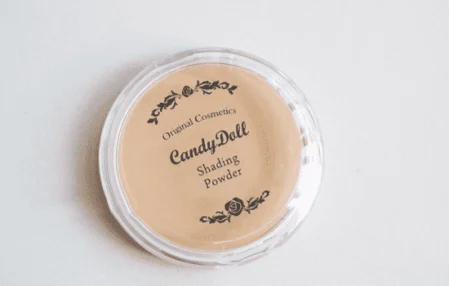 Original Cosmetics
CandyDoll
Shading
Powder